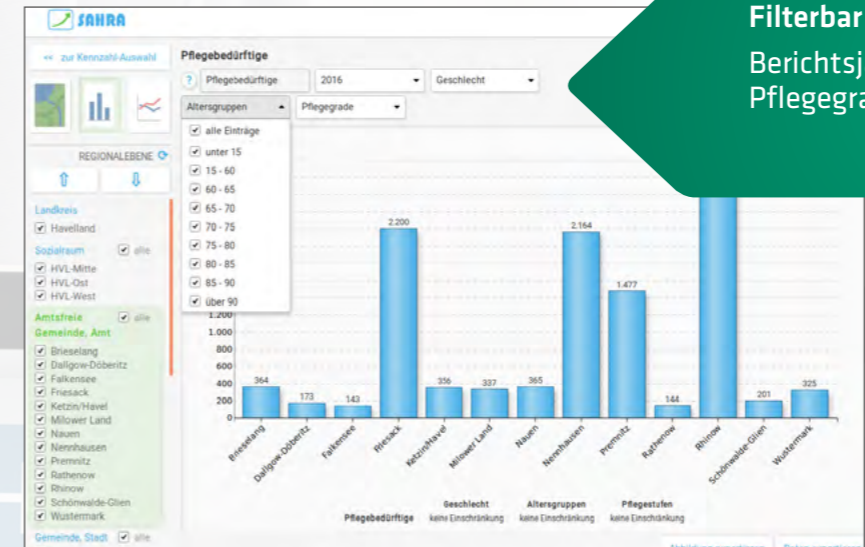 SAHRA
Filterbar
Berichtsj
Pflegegra
<< zur Kennzahl-Auswahl
Pflegebedürftige
? Pflegebedürftige 2016 Geschlecht
Altersgruppen Pflegegrade
alle Einträge
unter 15
15 - 60
60 - 65
65 - 70
70 - 75
75 - 80
80 - 85
85 - 90
über 90
REGIONALEBENE
Landkreis
Havelland
Sozialraum alle
HVL-Mitte
HVL-Ost
HVL-West
Amtsfreie alle
Gemeinde, Amt
Brieselang
Dallgow-Döberitz
Falkensee
Friesack
Ketzin/Havel
Milower Land
Nauen
Nennhausen
Premnitz
Rathenow
Rhinow
Schönwalde-Glien
Wustermark
Gemeinde, Stadt alle
1.200
1.000
800
600
400
200
0
364
173
143
2.200
356
337
365
2.164
1.477
144
201
325
Brieselang
Dallgow-Döberitz
Falkensee
Friesack
Ketzin/Havel
Milower Land
Nauen
Nennhausen
Premnitz
Rathenow
Rhinow
Schönwalde-Glien
Wustermark
Geschlecht Altersgruppen Pflegestufen
Pflegebedürftige keine Einschränkung keine Einschränkung keine Einschränkung